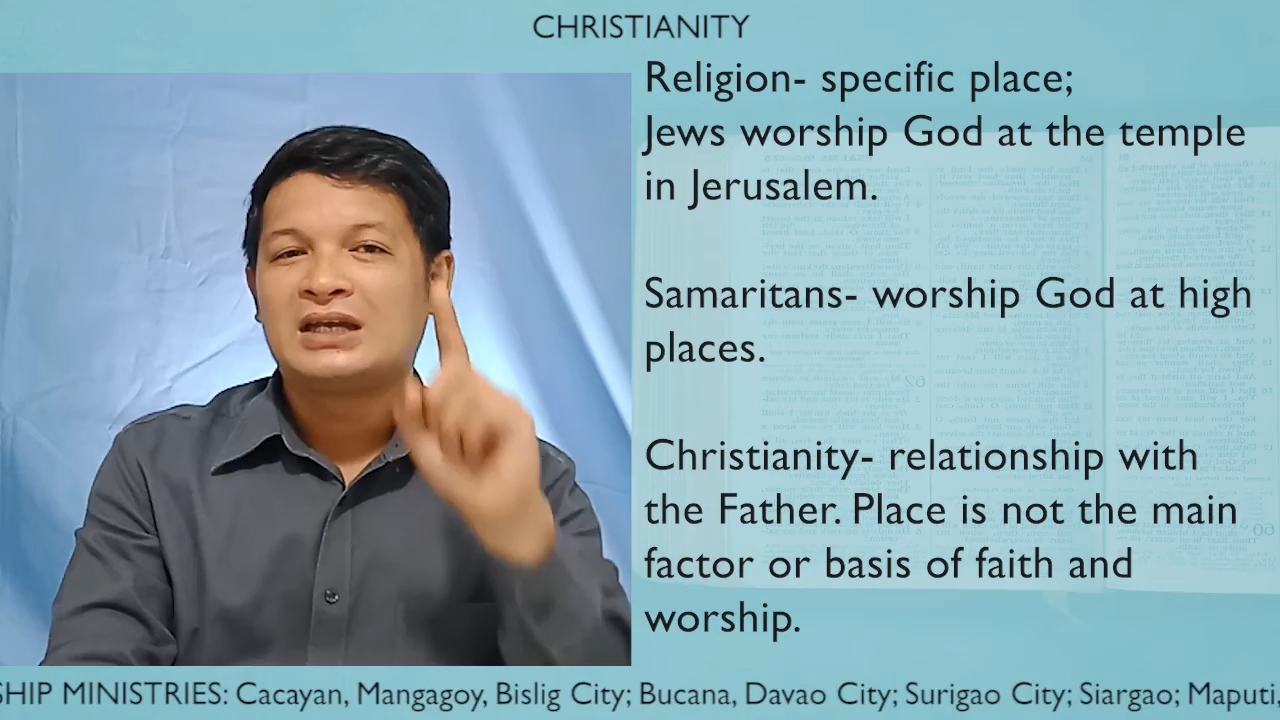 CHRISTIANITY
Religion- specific place;
Jews worship God at the temple
in Jerusalem.
Samaritans- worship God at high
places.
Christianity- relationship with
the Father. Place is not the main
factor or basis of faith and
worship.
SHIP MINISTRIES: Cacayan, Mangagoy, Bislig City; Bucana, Davao City; Surigao City; Siargao; Maputi,